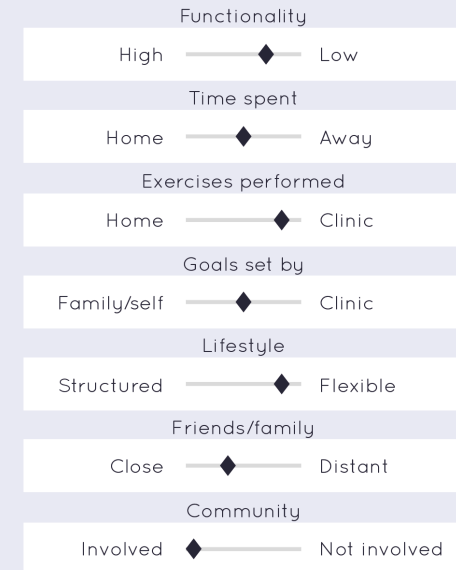 Functionality
High Low
Time spent
Home Away
Exercises performed
Home Clinic
Goals set by
Family/self Clinic
Lifestyle
Structured Flexible
Friends/family
Close Distant
Community
Involved Not involved